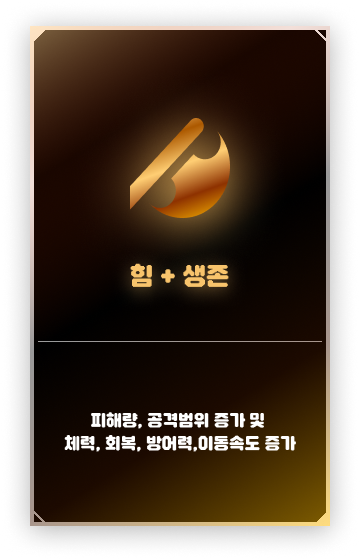 힘 + 생존
피해량, 공격범위 증가 및
체력, 회복, 방어력,이동속도 증가